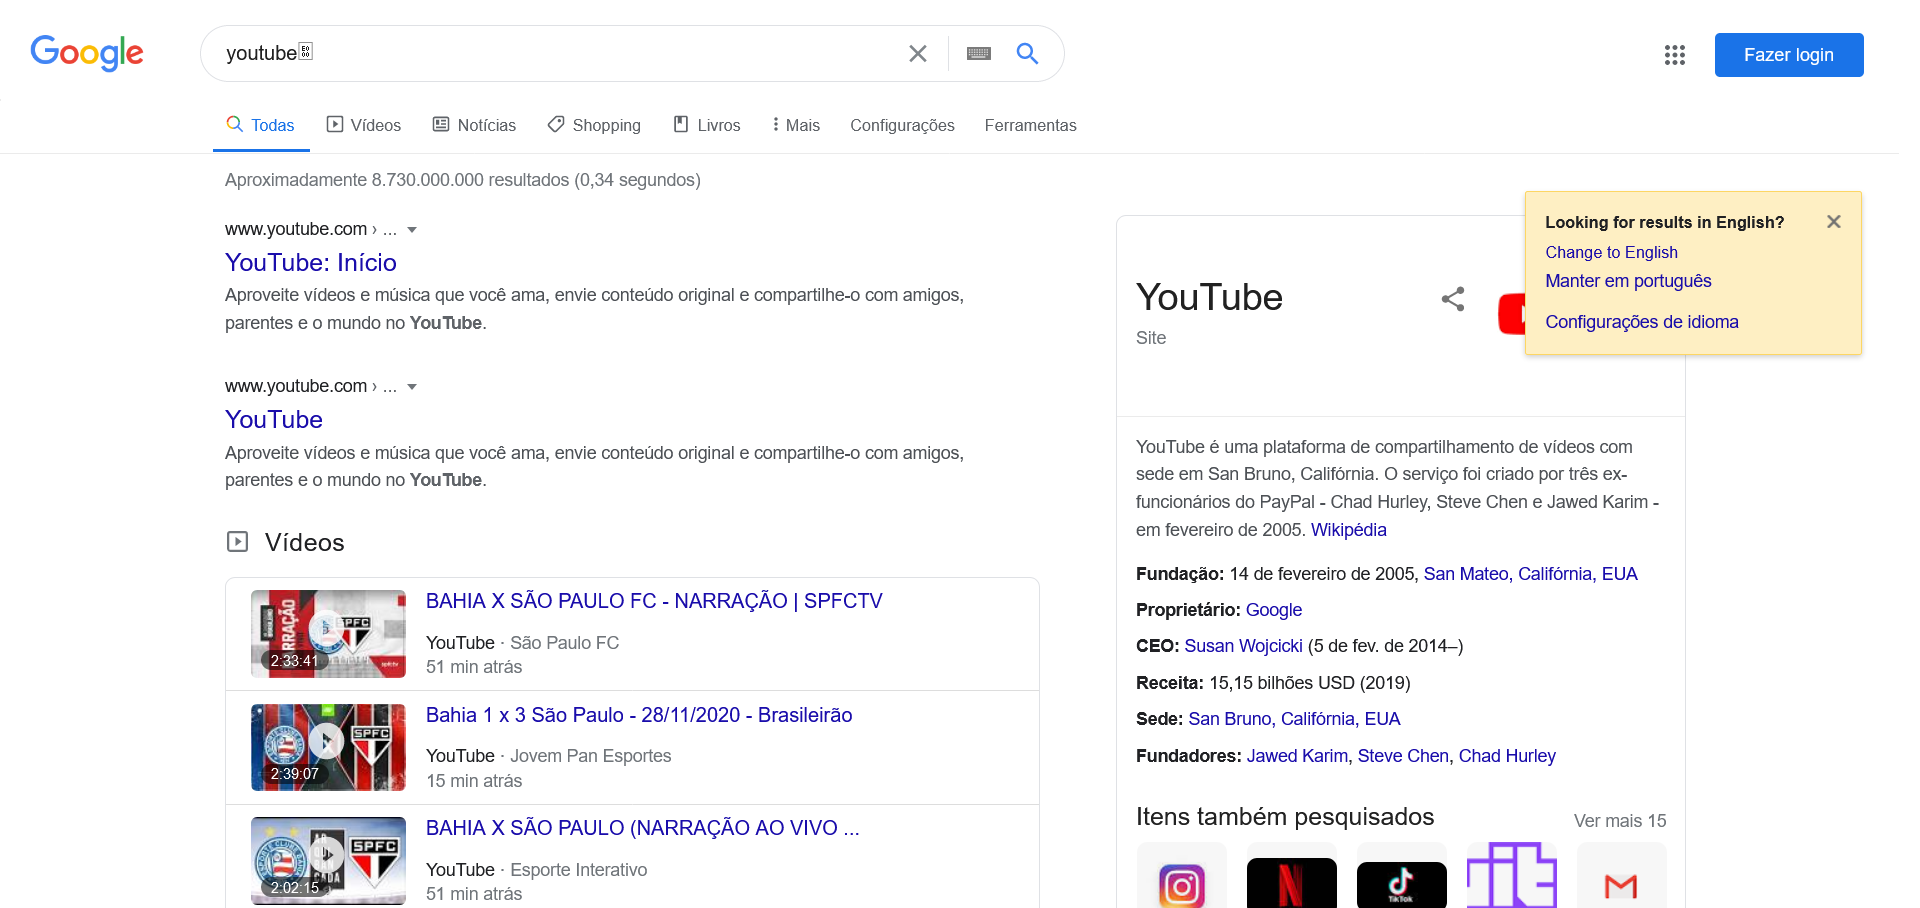 Google
youtube
Fazer login
Todas
Vídeos
Notícias
Shopping
Livros
Mais
Configurações
Ferramentas
Aproximadamente 8.730.000.000 resultados (0,34 segundos)
www.youtube.com › ...
YouTube: Início
Aproveite vídeos e música que você ama, envie conteúdo original e compartilhe-o com amigos,
parentes e o mundo no YouTube.
www.youtube.com › ...
YouTube
Aproveite vídeos e música que você ama, envie conteúdo original e compartilhe-o com amigos,
parentes e o mundo no YouTube.
Vídeos
NARRAÇÃO
SPFC
spfctv
2:33:41
BAHIA X SÃO PAULO FC - NARRAÇÃO | SPFCTV
YouTube · São Paulo FC
51 min atrás
SPFC
2:39:07
Bahia 1 x 3 São Paulo - 28/11/2020 - Brasileirão
YouTube · Jovem Pan Esportes
15 min atrás
SPFC
2:02:15
BAHIA X SÃO PAULO (NARRAÇÃO AO VIVO ...
YouTube · Esporte Interativo
51 min atrás
Looking for results in English?
Change to English
Manter em português
Configurações de idioma
YouTube
Site
YouTube é uma plataforma de compartilhamento de vídeos com
sede em San Bruno, Califórnia. O serviço foi criado por três ex-
funcionários do PayPal - Chad Hurley, Steve Chen e Jawed Karim -
em fevereiro de 2005. Wikipédia
Fundação: 14 de fevereiro de 2005, San Mateo, Califórnia, EUA
Proprietário: Google
CEO: Susan Wojcicki (5 de fev. de 2014–)
Receita: 15,15 bilhões USD (2019)
Sede: San Bruno, Califórnia, EUA
Fundadores: Jawed Karim, Steve Chen, Chad Hurley
Itens também pesquisados
Ver mais 15
N
TikTok